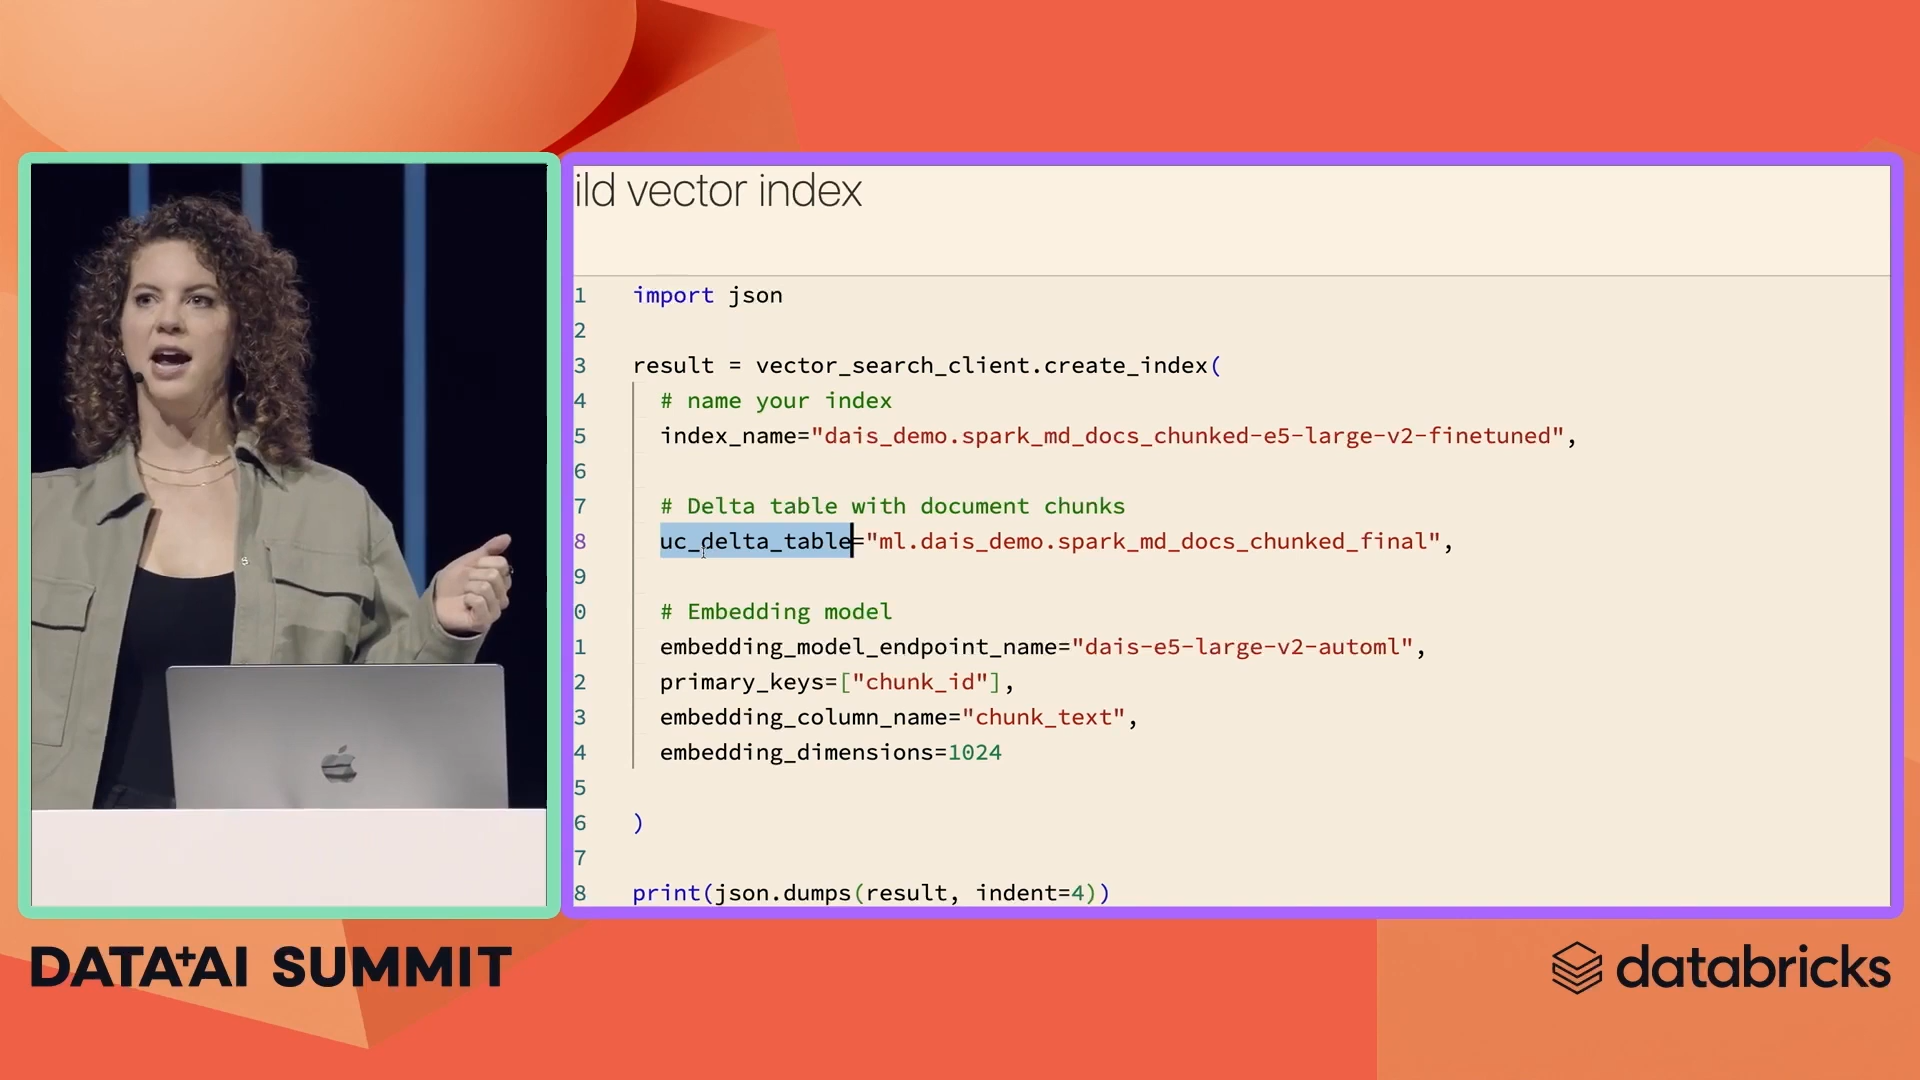 ild vector index
1 import json
2
3 result = vector_search_client.create_index(
4 # name your index
5 index_name="dais_demo.spark_md_docs_chunked-e5-large-v2-finetuned",
6
7 # Delta table with document chunks
8 uc_delta_table="ml.dais_demo.spark_md_docs_chunked_final",
9
0 # Embedding model
1 embedding_model_endpoint_name="dais-e5-large-v2-automl",
2 primary_keys=["chunk_id"],
3 embedding_column_name="chunk_text",
4 embedding_dimensions=1024
5
6 )
7
8 print(json.dumps(result, indent=4))
DATA+AI SUMMIT
databricks